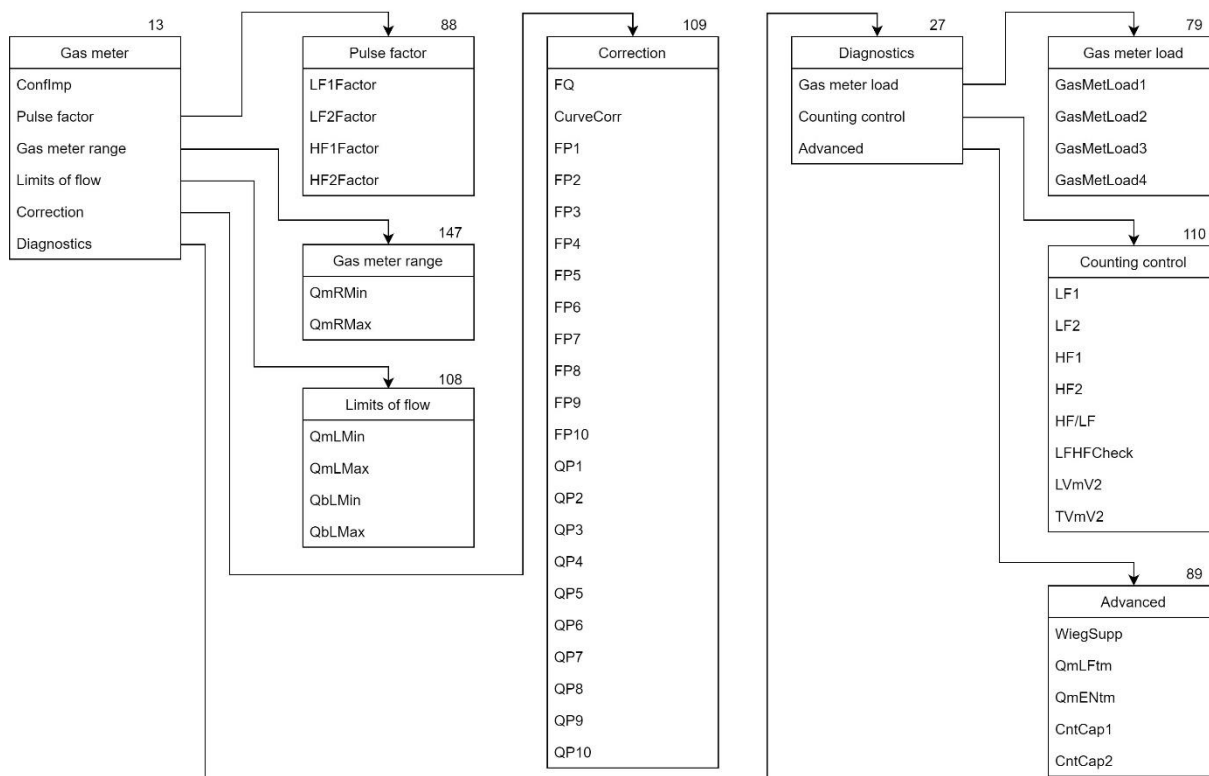 13
Gas meter
ConfImp
Pulse factor
Gas meter range
Limits of flow
Correction
Diagnostics
88
Pulse factor
LF1Factor
LF2Factor
HF1Factor
HF2Factor
147
Gas meter range
QmRMin
QmRMax
108
Limits of flow
QmLMin
QmLMax
QbLMin
QbLMax
109
Correction
FQ
CurveCorr
FP1
FP2
FP3
FP4
FP5
FP6
FP7
FP8
FP9
FP10
QP1
QP2
QP3
QP4
QP5
QP6
QP7
QP8
QP9
QP10
27
Diagnostics
Gas meter load
Counting control
Advanced
79
Gas meter load
GasMetLoad1
GasMetLoad2
GasMetLoad3
GasMetLoad4
110
Counting control
LF1
LF2
HF1
HF2
HF/LF
LFHFCheck
LVmV2
TVmV2
89
Advanced
WiegSupp
QmLFtm
QmENtm
CntCap1
CntCap2